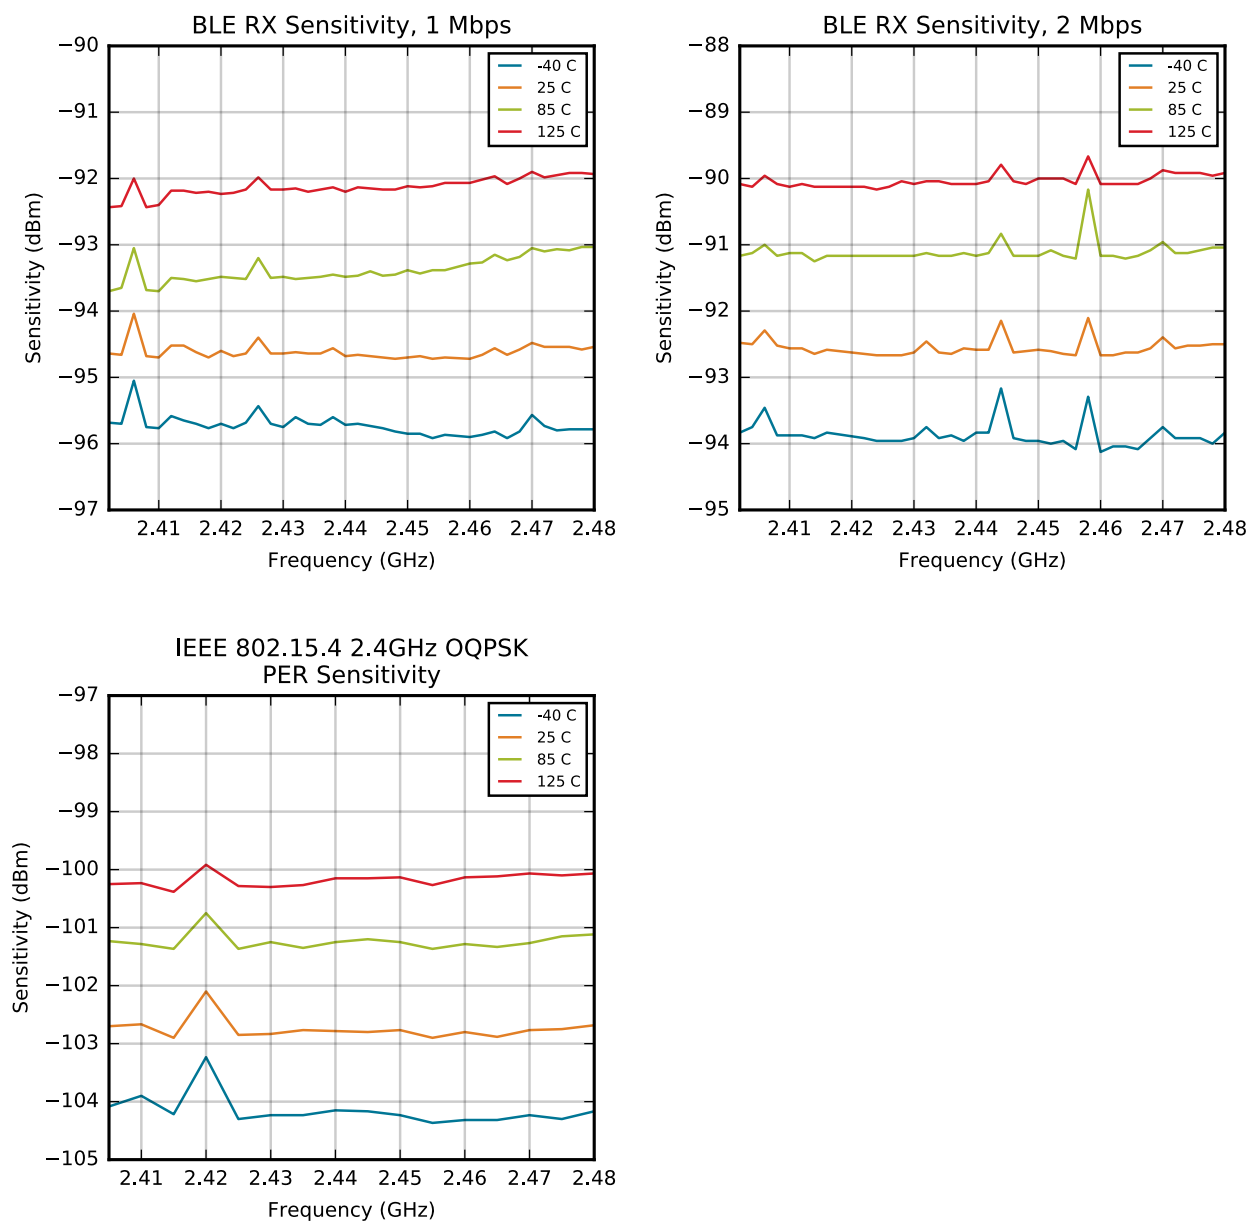 BLE RX Sensitivity, 1 Mbps
−90
−91
−92
−93
−94
−95
−96
−97
Sensitivity (dBm)
-40 C
25 C
85 C
125 C
2.41 2.42 2.43 2.44 2.45 2.46 2.47 2.48
Frequency (GHz)
BLE RX Sensitivity, 2 Mbps
−88
−89
−90
−91
−92
−93
−94
−95
Sensitivity (dBm)
-40 C
25 C
85 C
125 C
2.41 2.42 2.43 2.44 2.45 2.46 2.47 2.48
Frequency (GHz)
IEEE 802.15.4 2.4GHz OQPSK
PER Sensitivity
−97
−98
−99
−100
−101
−102
−103
−104
−105
Sensitivity (dBm)
-40 C
25 C
85 C
125 C
2.41 2.42 2.43 2.44 2.45 2.46 2.47 2.48
Frequency (GHz)